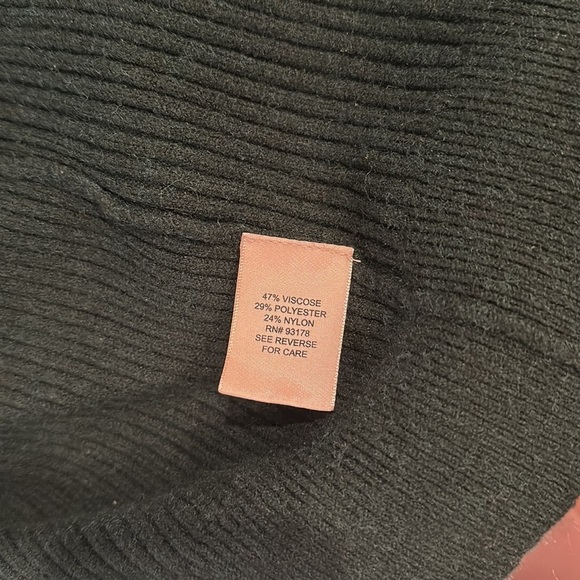 47% VISCOSE
29% POLYESTER
24% NYLON
RN# 93178
SEE REVERSE
FOR CARE